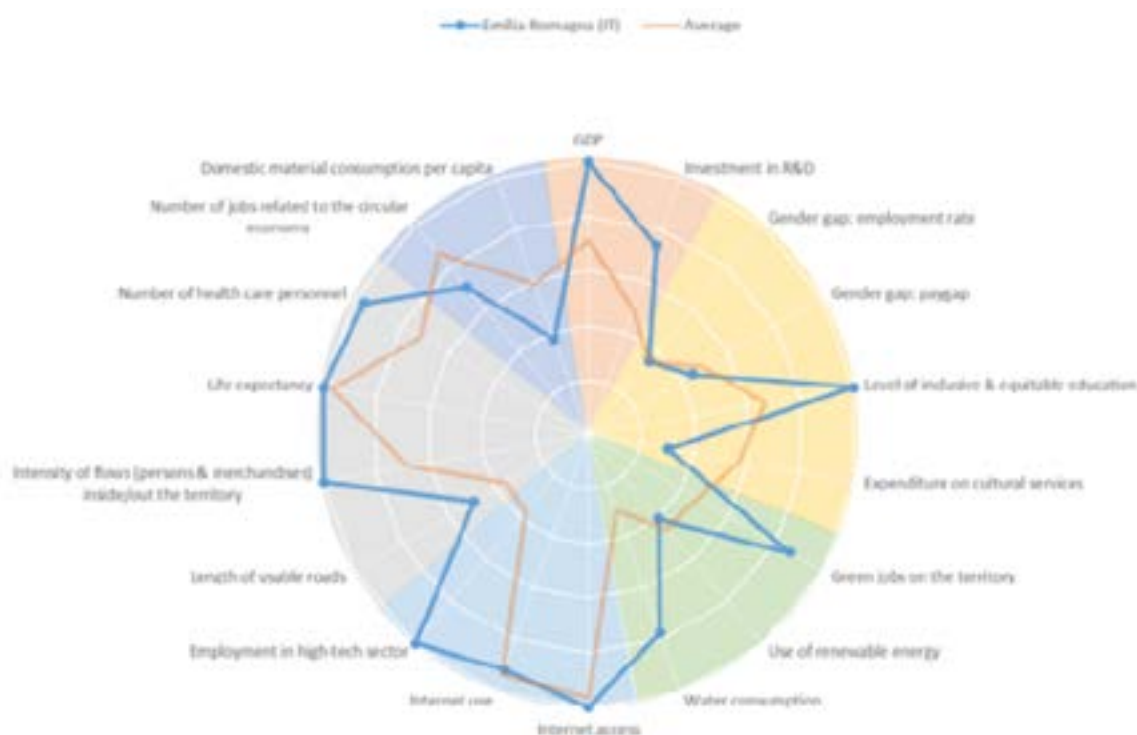 Emilia-Romagna (IT)
Average
GDP
Investment in R&D
Gender gap: employment rate
Gender gap: paygap
Level of inclusive & equitable education
Expenditure on cultural services
Green jobs on the territory
Use of renewable energy
Water consumption
Internet access
Internet use
Employment in high-tech sector
Length of usable roads
Intensity of flows (persons & merchandises)
inside/out the territory
Life expectancy
Number of health care personnel
Number of jobs related to the circular
economy
Domestic material consumption per capita